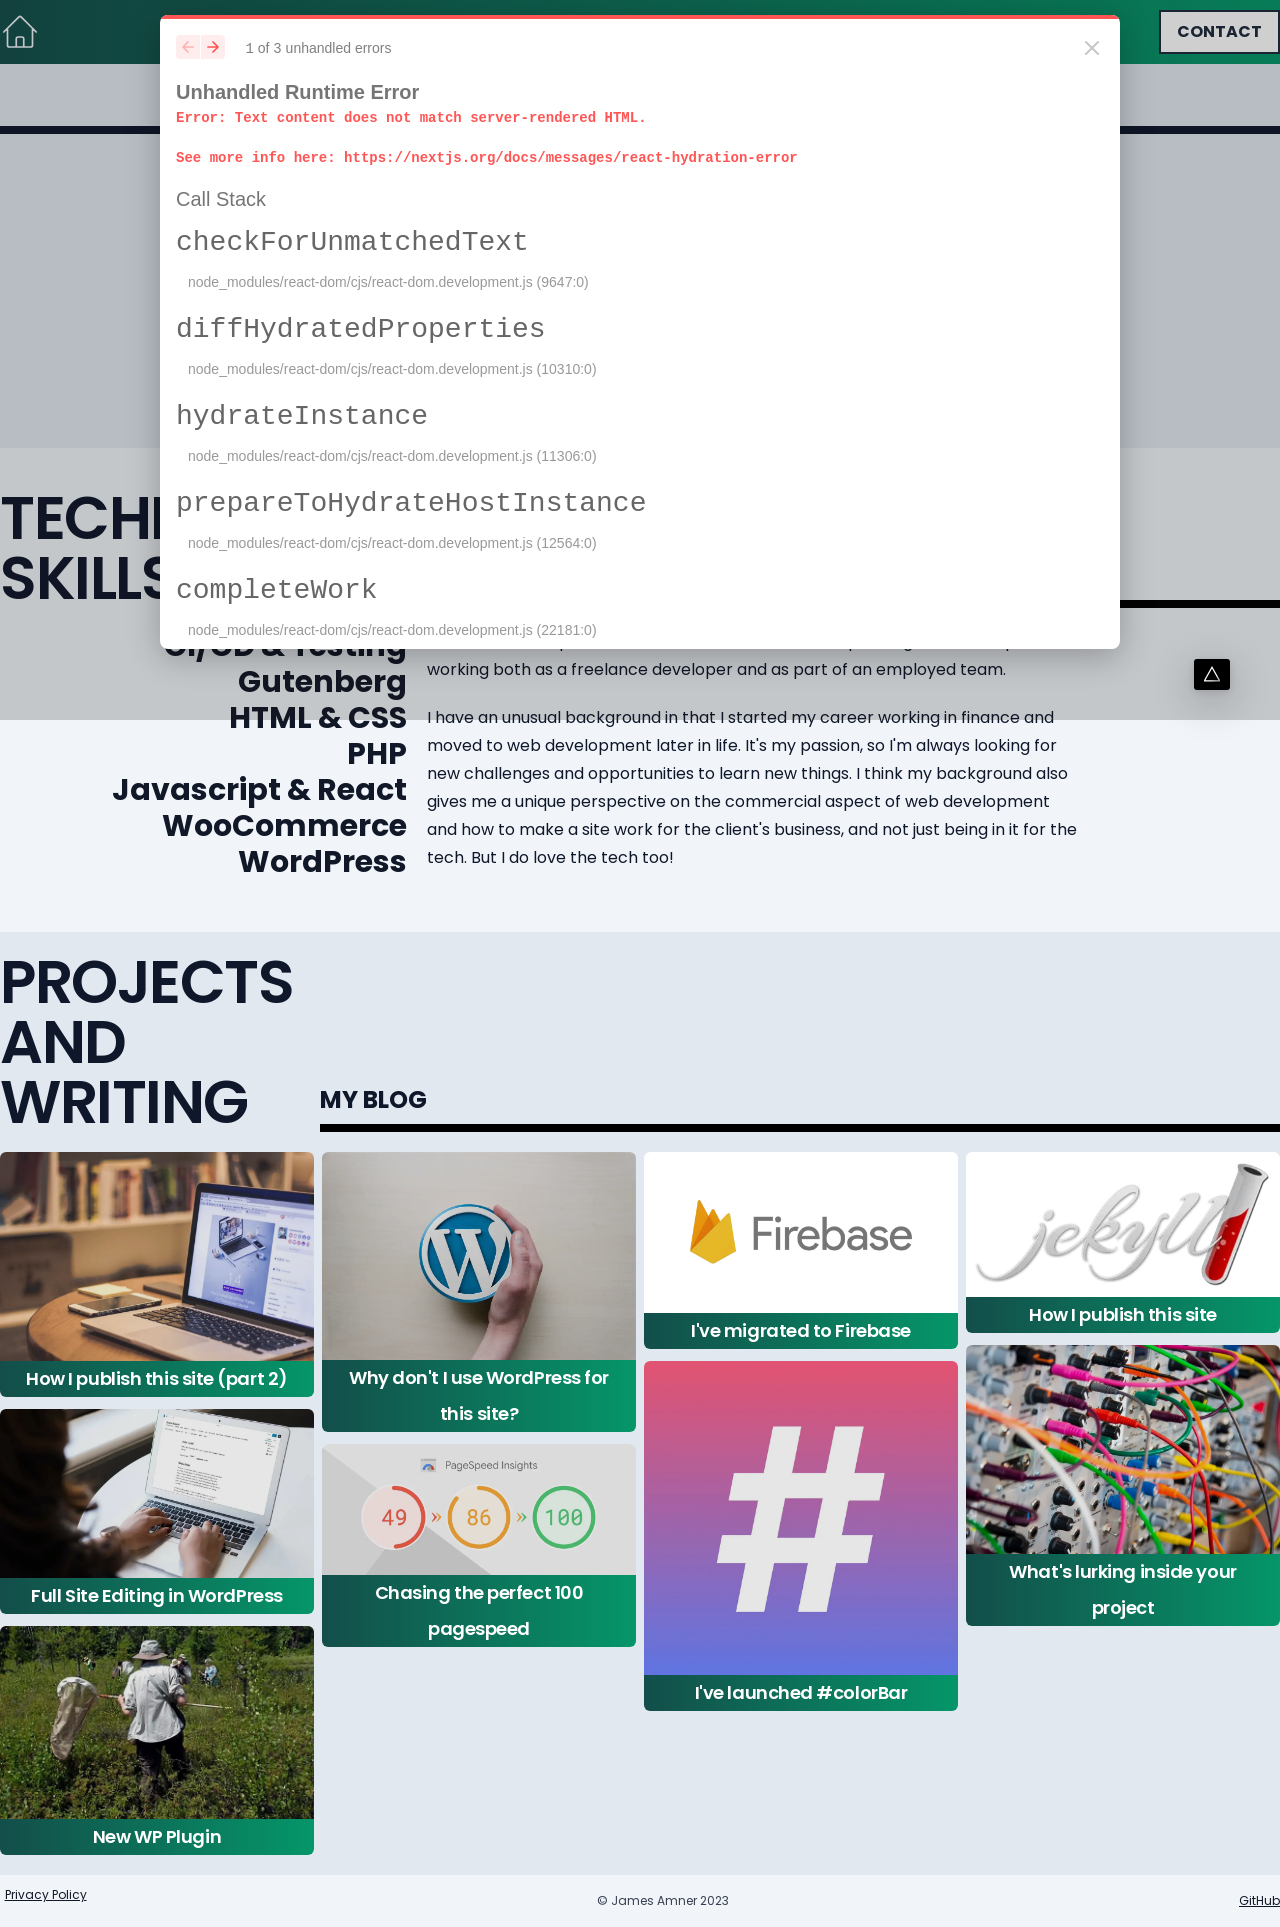 CONTACT
1 of 3 unhandled errors
Unhandled Runtime Error
Error: Text content does not match server-rendered HTML.
See more info here: https://nextjs.org/docs/messages/react-hydration-error
Call Stack
checkForUnmatchedText
node_modules/react-dom/cjs/react-dom.development.js (9647:0)
diffHydratedProperties
node_modules/react-dom/cjs/react-dom.development.js (10310:0)
hydrateInstance
node_modules/react-dom/cjs/react-dom.development.js (11306:0)
prepareToHydrateHostInstance
node_modules/react-dom/cjs/react-dom.development.js (12564:0)
completeWork
node_modules/react-dom/cjs/react-dom.development.js (22181:0)
SKILLS
CI/CD & Testing
Gutenberg
HTML & CSS
PHP
Javascript & React
WooCommerce
WordPress
working both as a freelance developer and as part of an employed team.
I have an unusual background in that I started my career working in finance and
moved to web development later in life. It's my passion, so I'm always looking for
new challenges and opportunities to learn new things. I think my background also
gives me a unique perspective on the commercial aspect of web development
and how to make a site work for the client's business, and not just being in it for the
tech. But I do love the tech too!
PROJECTS
AND
WRITING
MY BLOG
How I publish this site (part 2)
Full Site Editing in WordPress
New WP Plugin
Why don't I use WordPress for
this site?
PageSpeed Insights
49 » 86 » 100
Chasing the perfect 100
pagespeed
Firebase
I've migrated to Firebase
#
I've launched #colorBar
jekyll
How I publish this site
What's lurking inside your
project
Privacy Policy
© James Amner 2023
GitHub